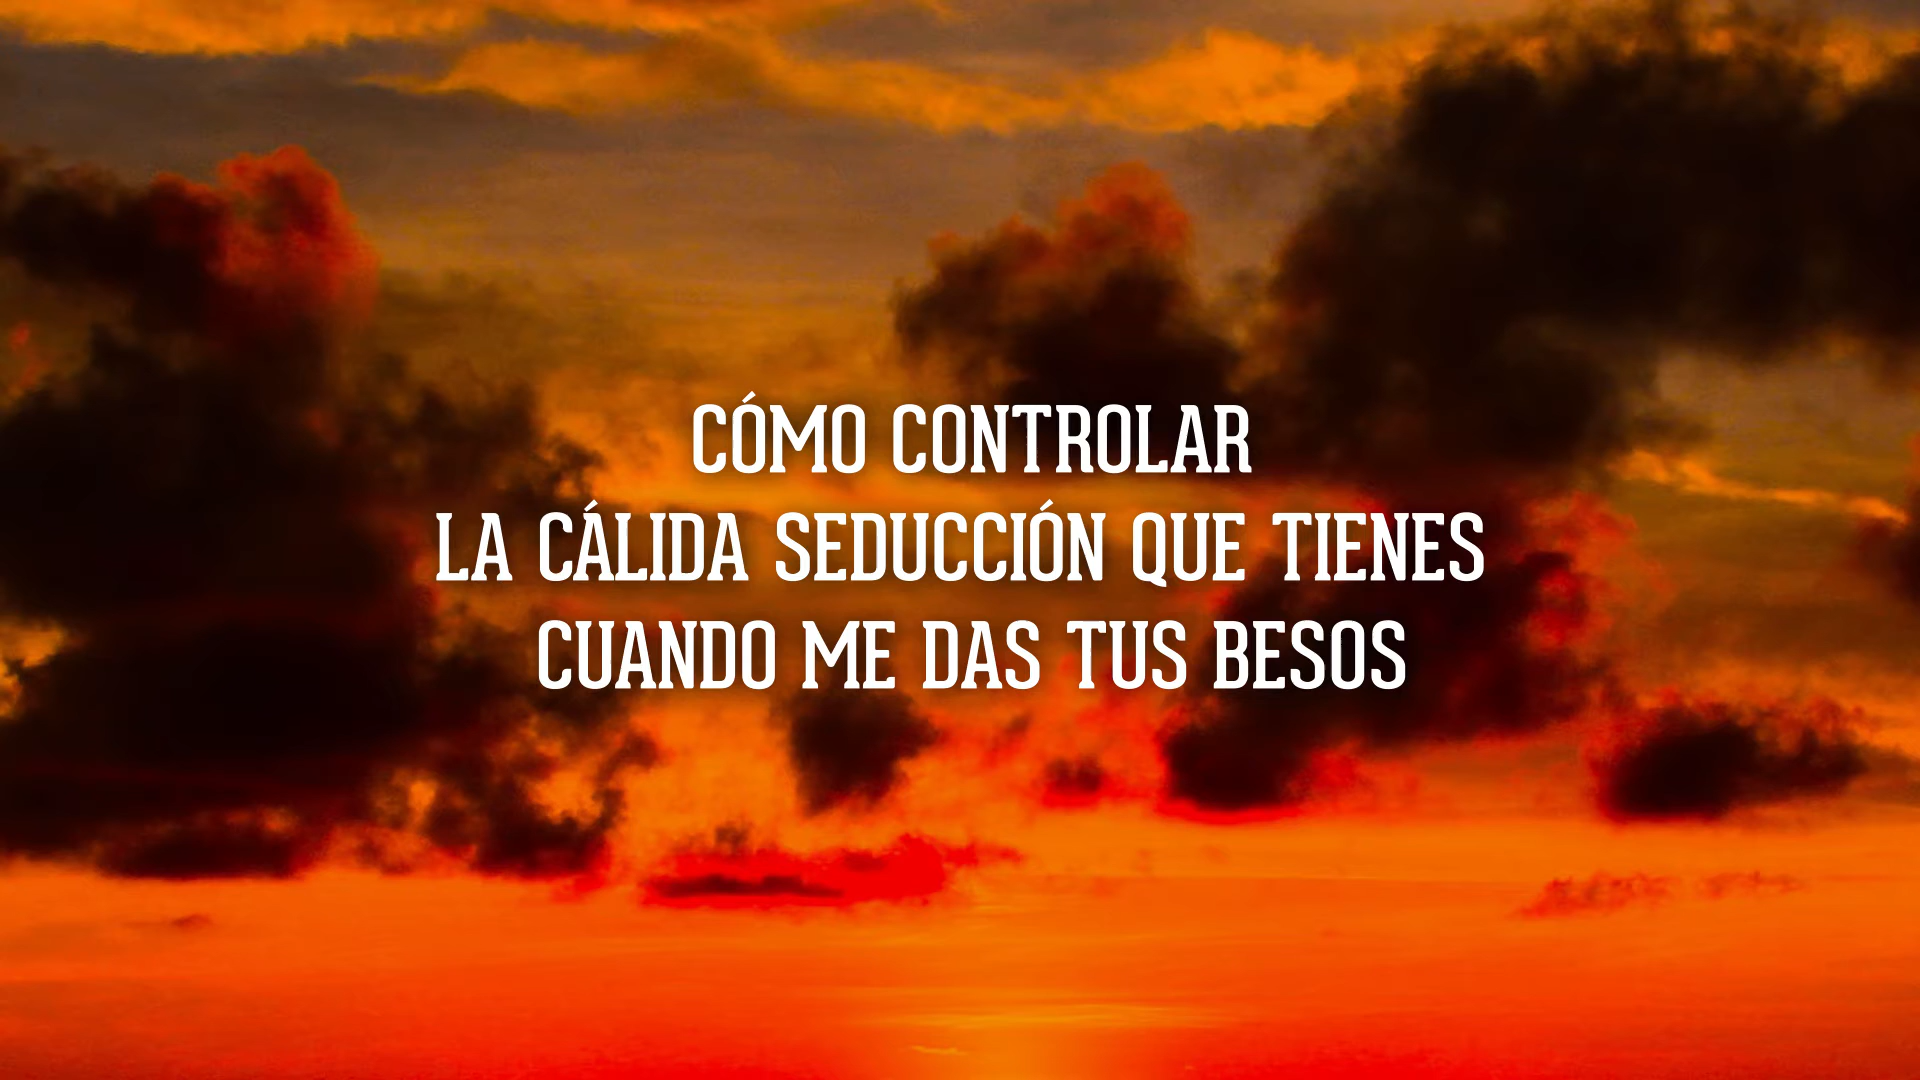 CÓMO CONTROLAR
LA CÁLIDA SEDUCCIÓN QUE TIENES
CUANDO ME DAS TUS BESOS